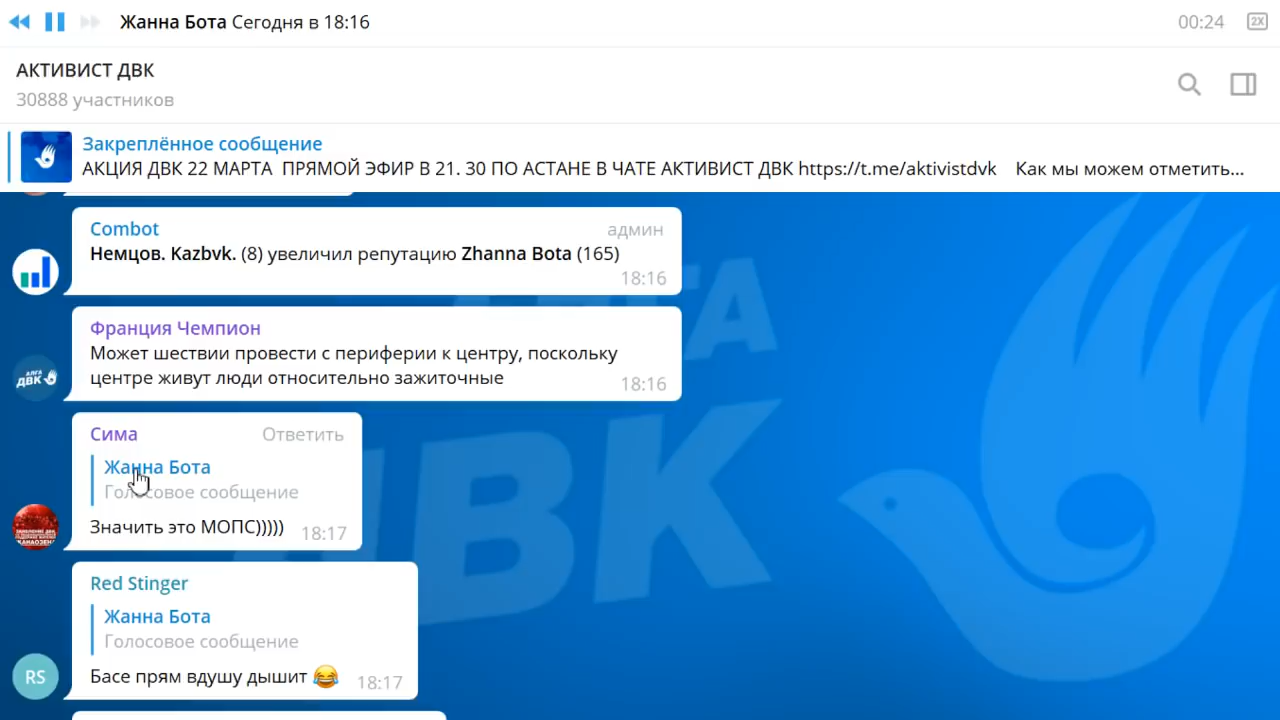 Жанна Бота Сегодня в 18:16
00:24
2X
АКТИВИСТ ДВК
30888 участников
Закреплённое сообщение
АКЦИЯ ДВК 22 МАРТА ПРЯМОЙ ЭФИР В 21. 30 ПО АСТАНЕ В ЧАТЕ АКТИВИСТ ДВК https://t.me/aktivistdvk Как мы можем отметить...
Combot
админ
Немцов. Kazbvk. (8) увеличил репутацию Zhanna Bota (165)
18:16
Франция Чемпион
Может шествии провести с периферии к центру, поскольку
центре живут люди относительно зажиточные
18:16
АЛГА
ДВК
Сима
Ответить
Жанна Бота
Голосовое сообщение
Значить это МОПС)))))
18:17
Red Stinger
Жанна Бота
Голосовое сообщение
RS
Басе прям вдушу дышит 😂
18:17
АЛГА
ДВК